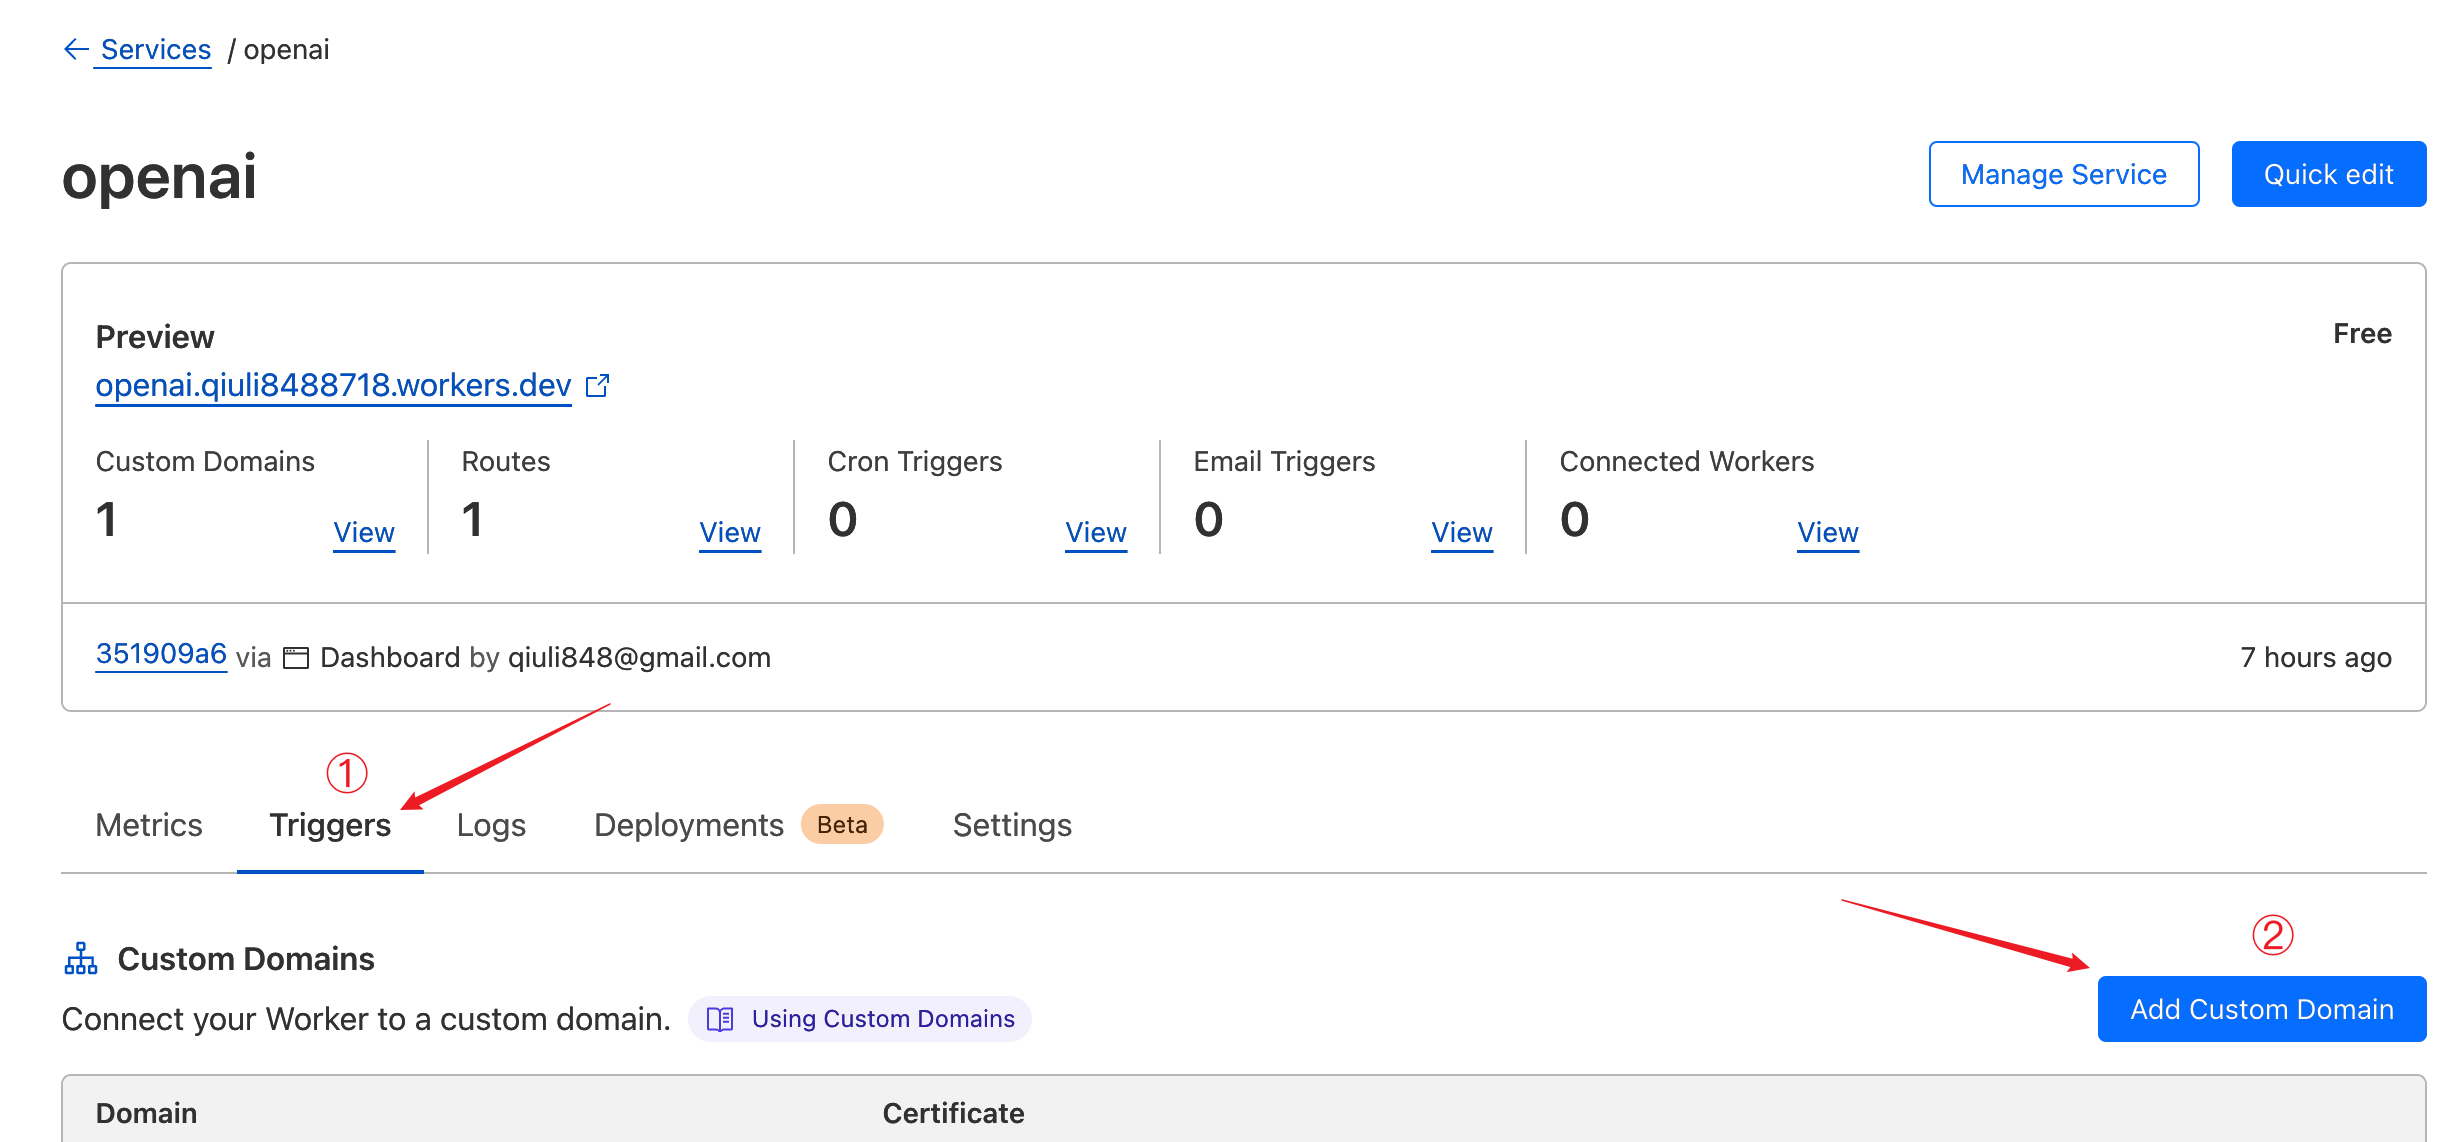 ← Services / openai
openai
Manage Service
Quick edit
Preview
Free
openai.qiuli8488718.workers.dev
Custom Domains
1
View
Routes
1
View
Cron Triggers
0
View
Email Triggers
0
View
Connected Workers
0
View
351909a6 via Dashboard by qiuli848@gmail.com
7 hours ago
①
Metrics
Triggers
Logs
Deployments Beta
Settings
Custom Domains
②
Connect your Worker to a custom domain. Using Custom Domains
Add Custom Domain
Domain
Certificate